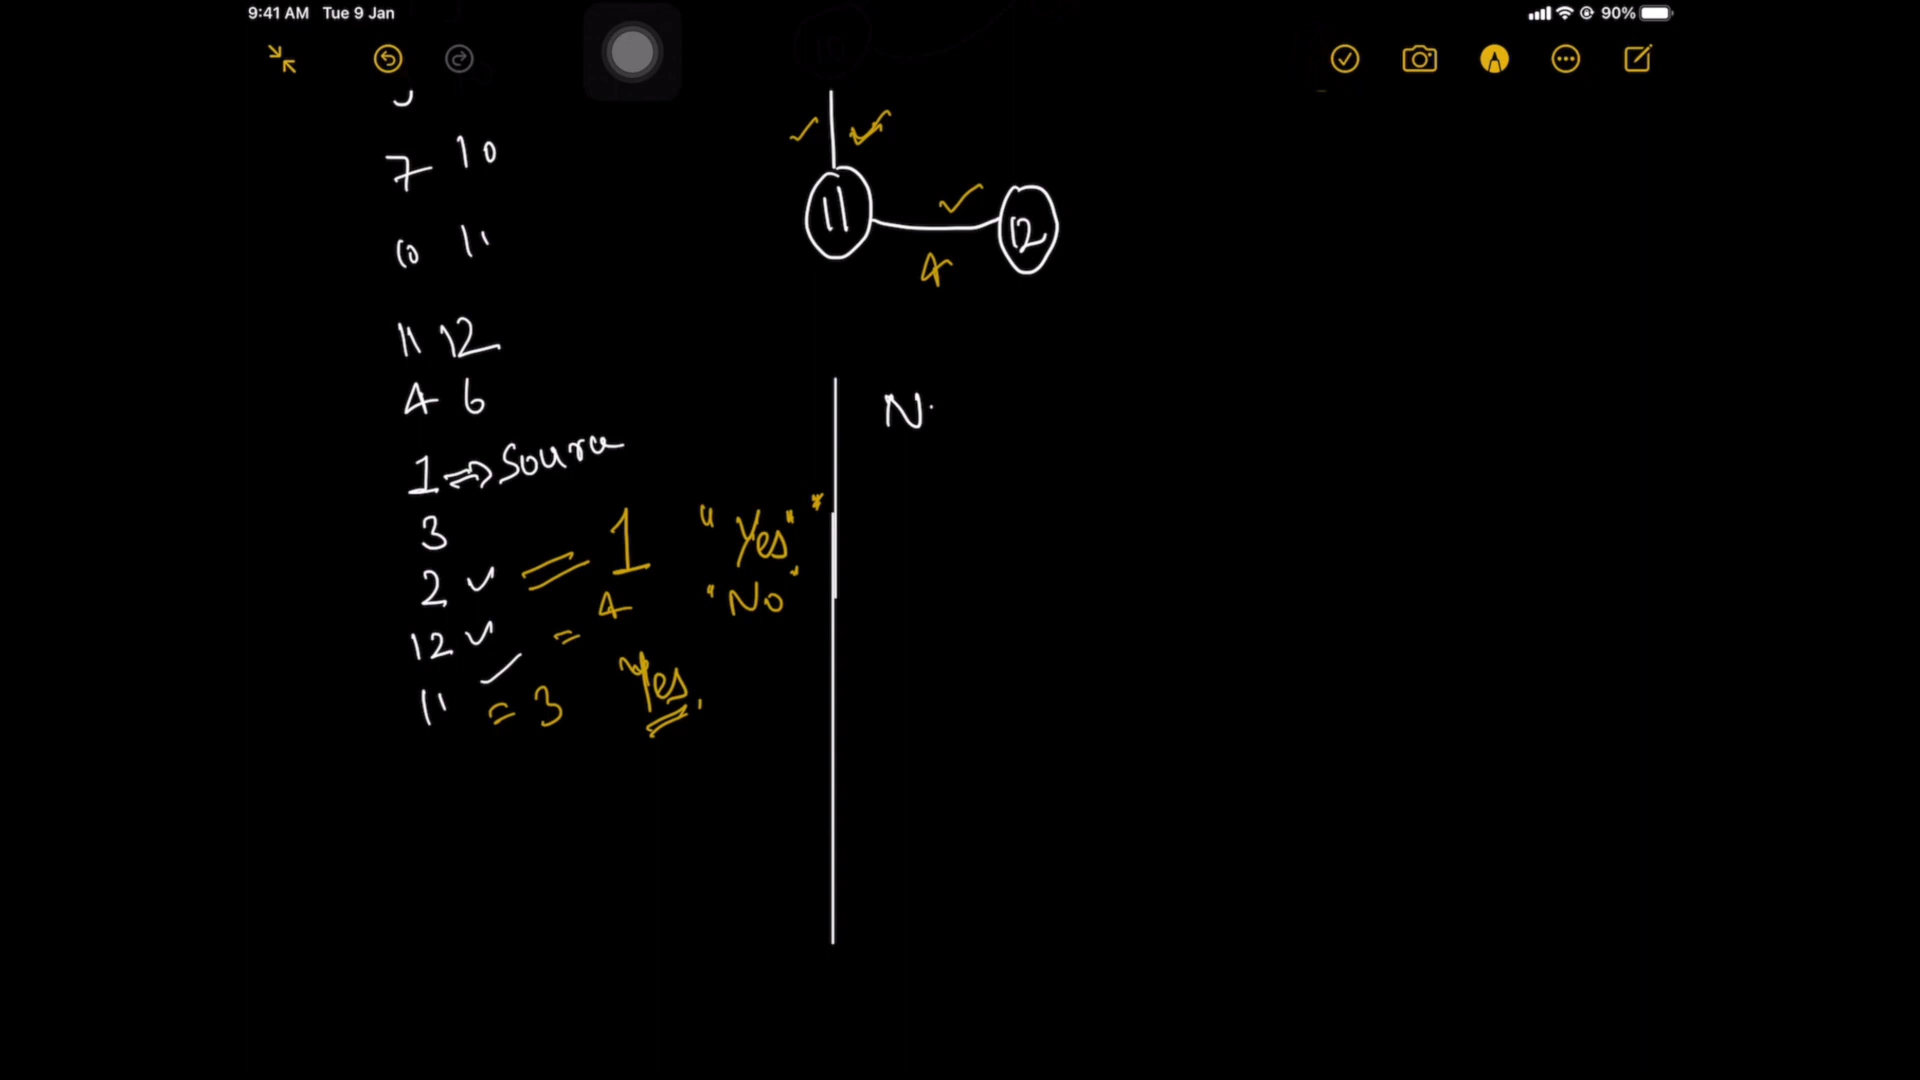 9:41 AM Tue 9 Jan
90%
7 10
10 11
11 12
4 6
1 ⇒ Source
3
2 ✓ = 1 "Yes"
12 ✓ = 4 "No"
11 ✓ = 3 Yes
✓ ✓
11 ✓ 12
4
N.